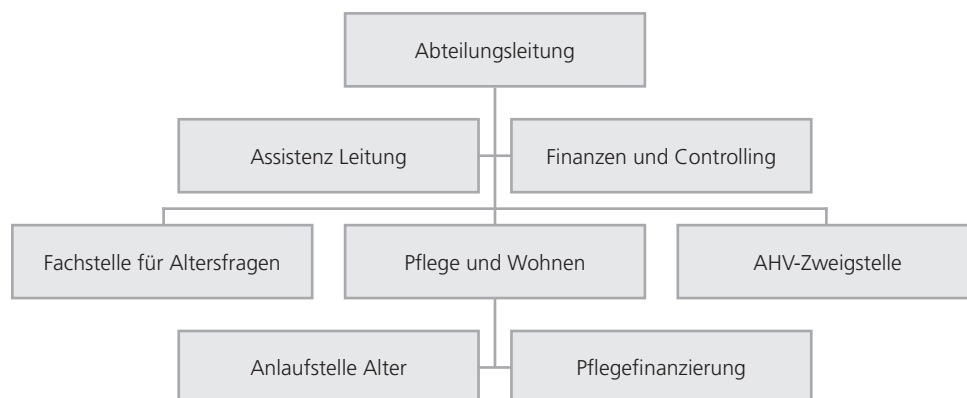 Abteilungsleitung
Assistenz Leitung
Finanzen und Controlling
Fachstelle für Altersfragen
Pflege und Wohnen
AHV-Zweigstelle
Anlaufstelle Alter
Pflegefinanzierung